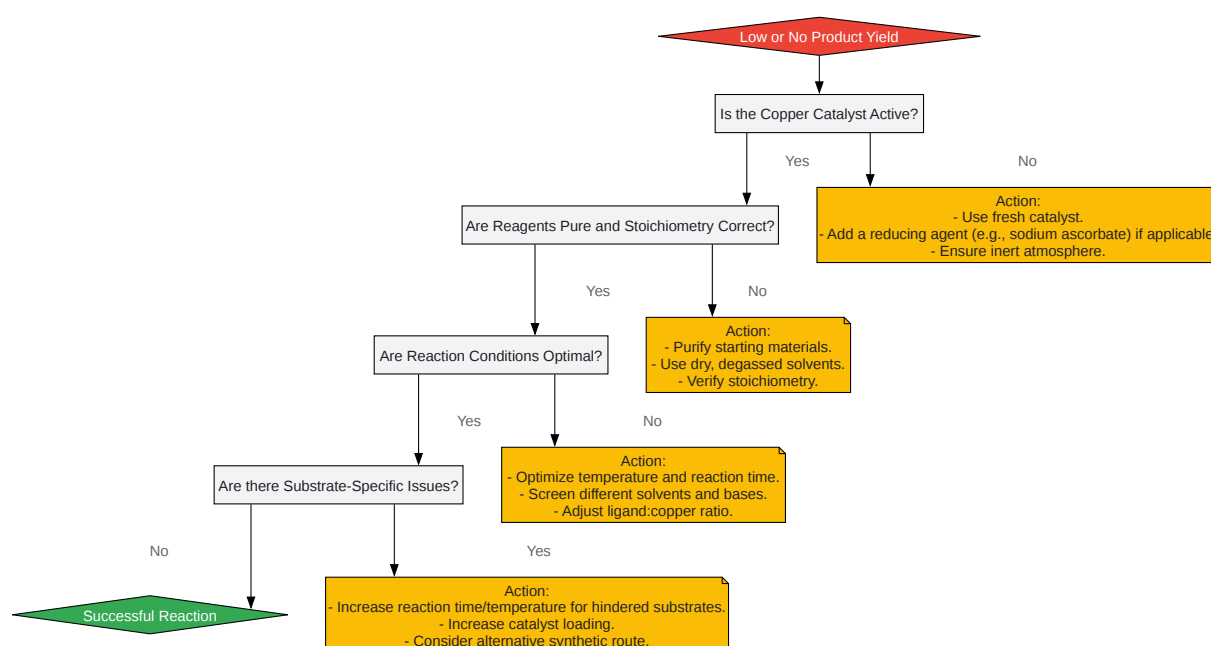 Low or No Product Yield
Is the Copper Catalyst Active?
Yes
No
Action:
- Use fresh catalyst.
- Add a reducing agent (e.g., sodium ascorbate) if applicable
- Ensure inert atmosphere.
Are Reagents Pure and Stoichiometry Correct?
Yes
No
Action:
- Purify starting materials.
- Use dry, degassed solvents.
- Verify stoichiometry.
Are Reaction Conditions Optimal?
Yes
No
Action:
- Optimize temperature and reaction time.
- Screen different solvents and bases.
- Adjust ligand:copper ratio.
Are there Substrate-Specific Issues?
No
Yes
Action:
- Increase reaction time/temperature for hindered substrates.
- Increase catalyst loading.
- Consider alternative synthetic route.
Successful Reaction